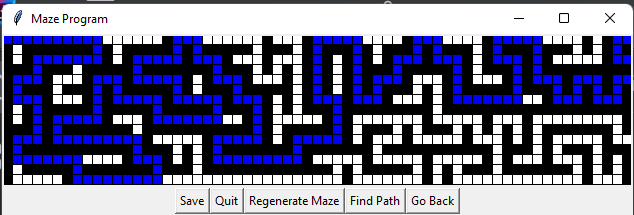 Maze Program
Save Quit Regenerate Maze Find Path Go Back